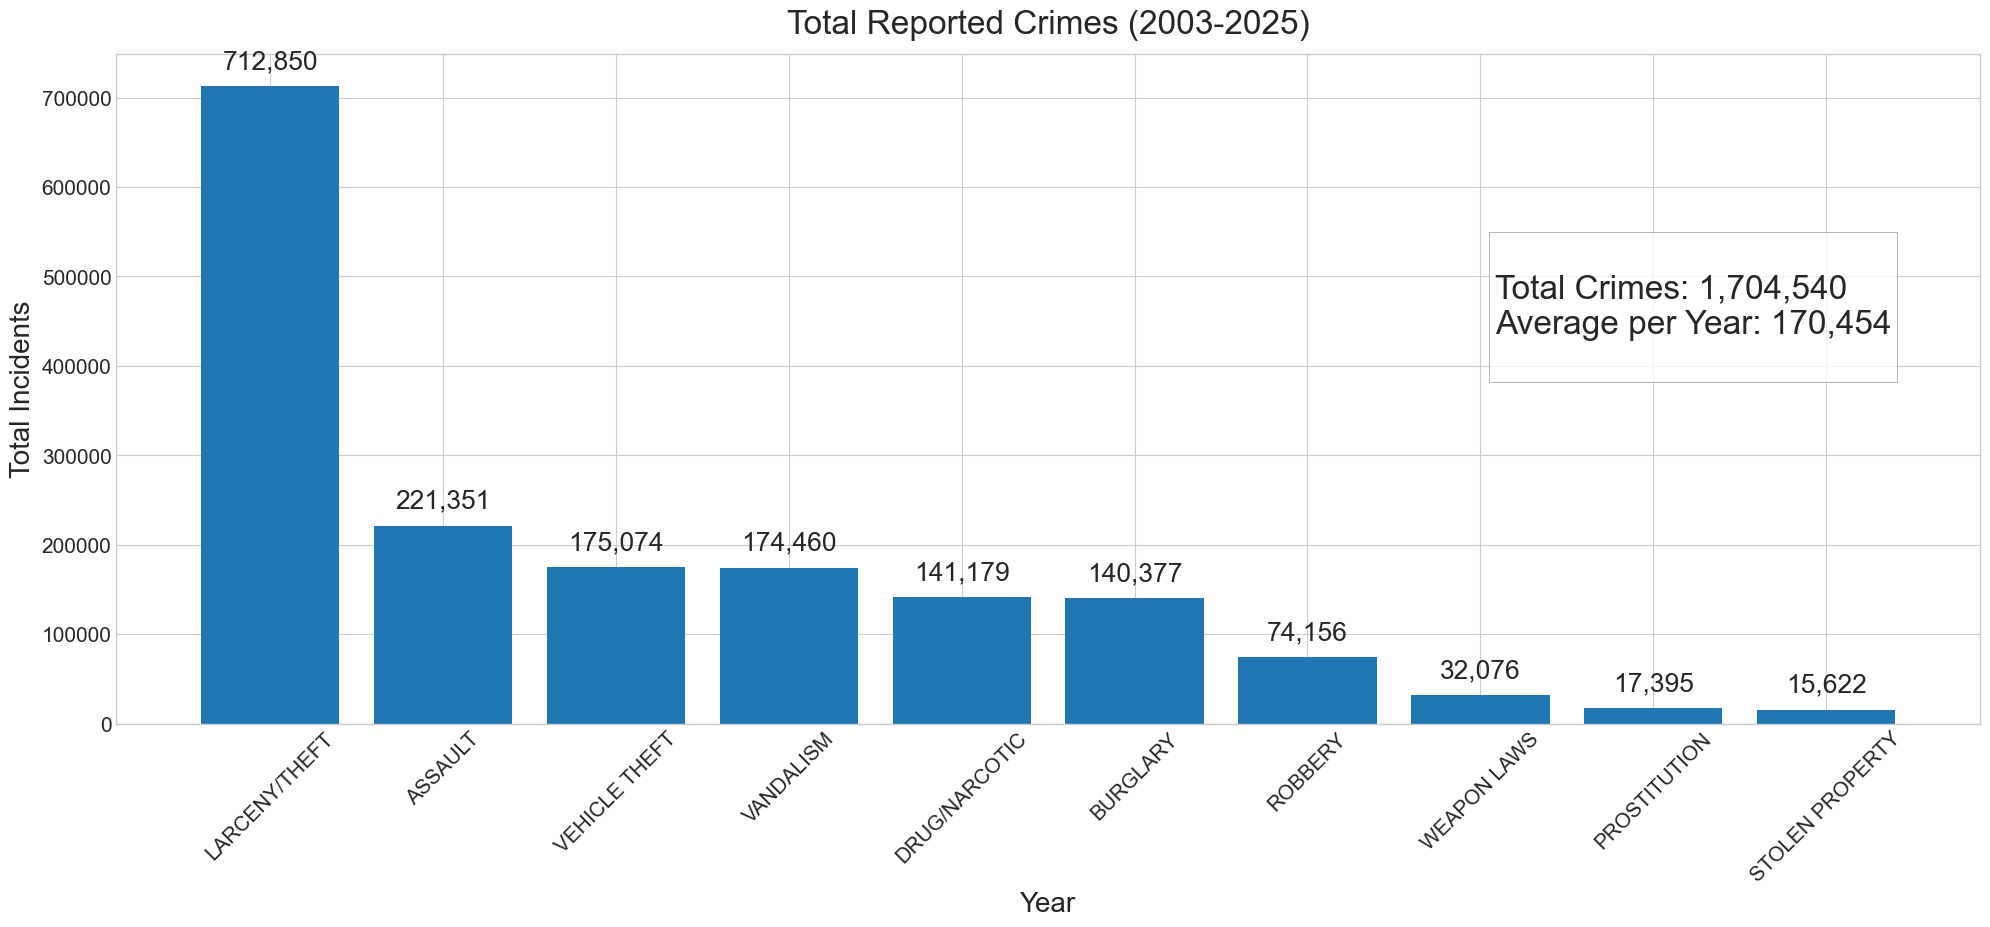 Total Reported Crimes (2003-2025)
Total Incidents
700000
600000
500000
400000
300000
200000
100000
0
712,850
221,351
175,074
174,460
141,179
140,377
74,156
32,076
17,395
15,622
Total Crimes: 1,704,540
Average per Year: 170,454
LARCENY/THEFT
ASSAULT
VEHICLE THEFT
VANDALISM
DRUG/NARCOTIC
BURGLARY
ROBBERY
WEAPON LAWS
PROSTITUTION
STOLEN PROPERTY
Year